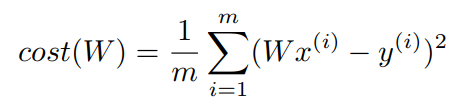 cost(W) = \frac{1}{m} \sum_{i=1}^{m} (Wx^{(i)} - y^{(i)})^2